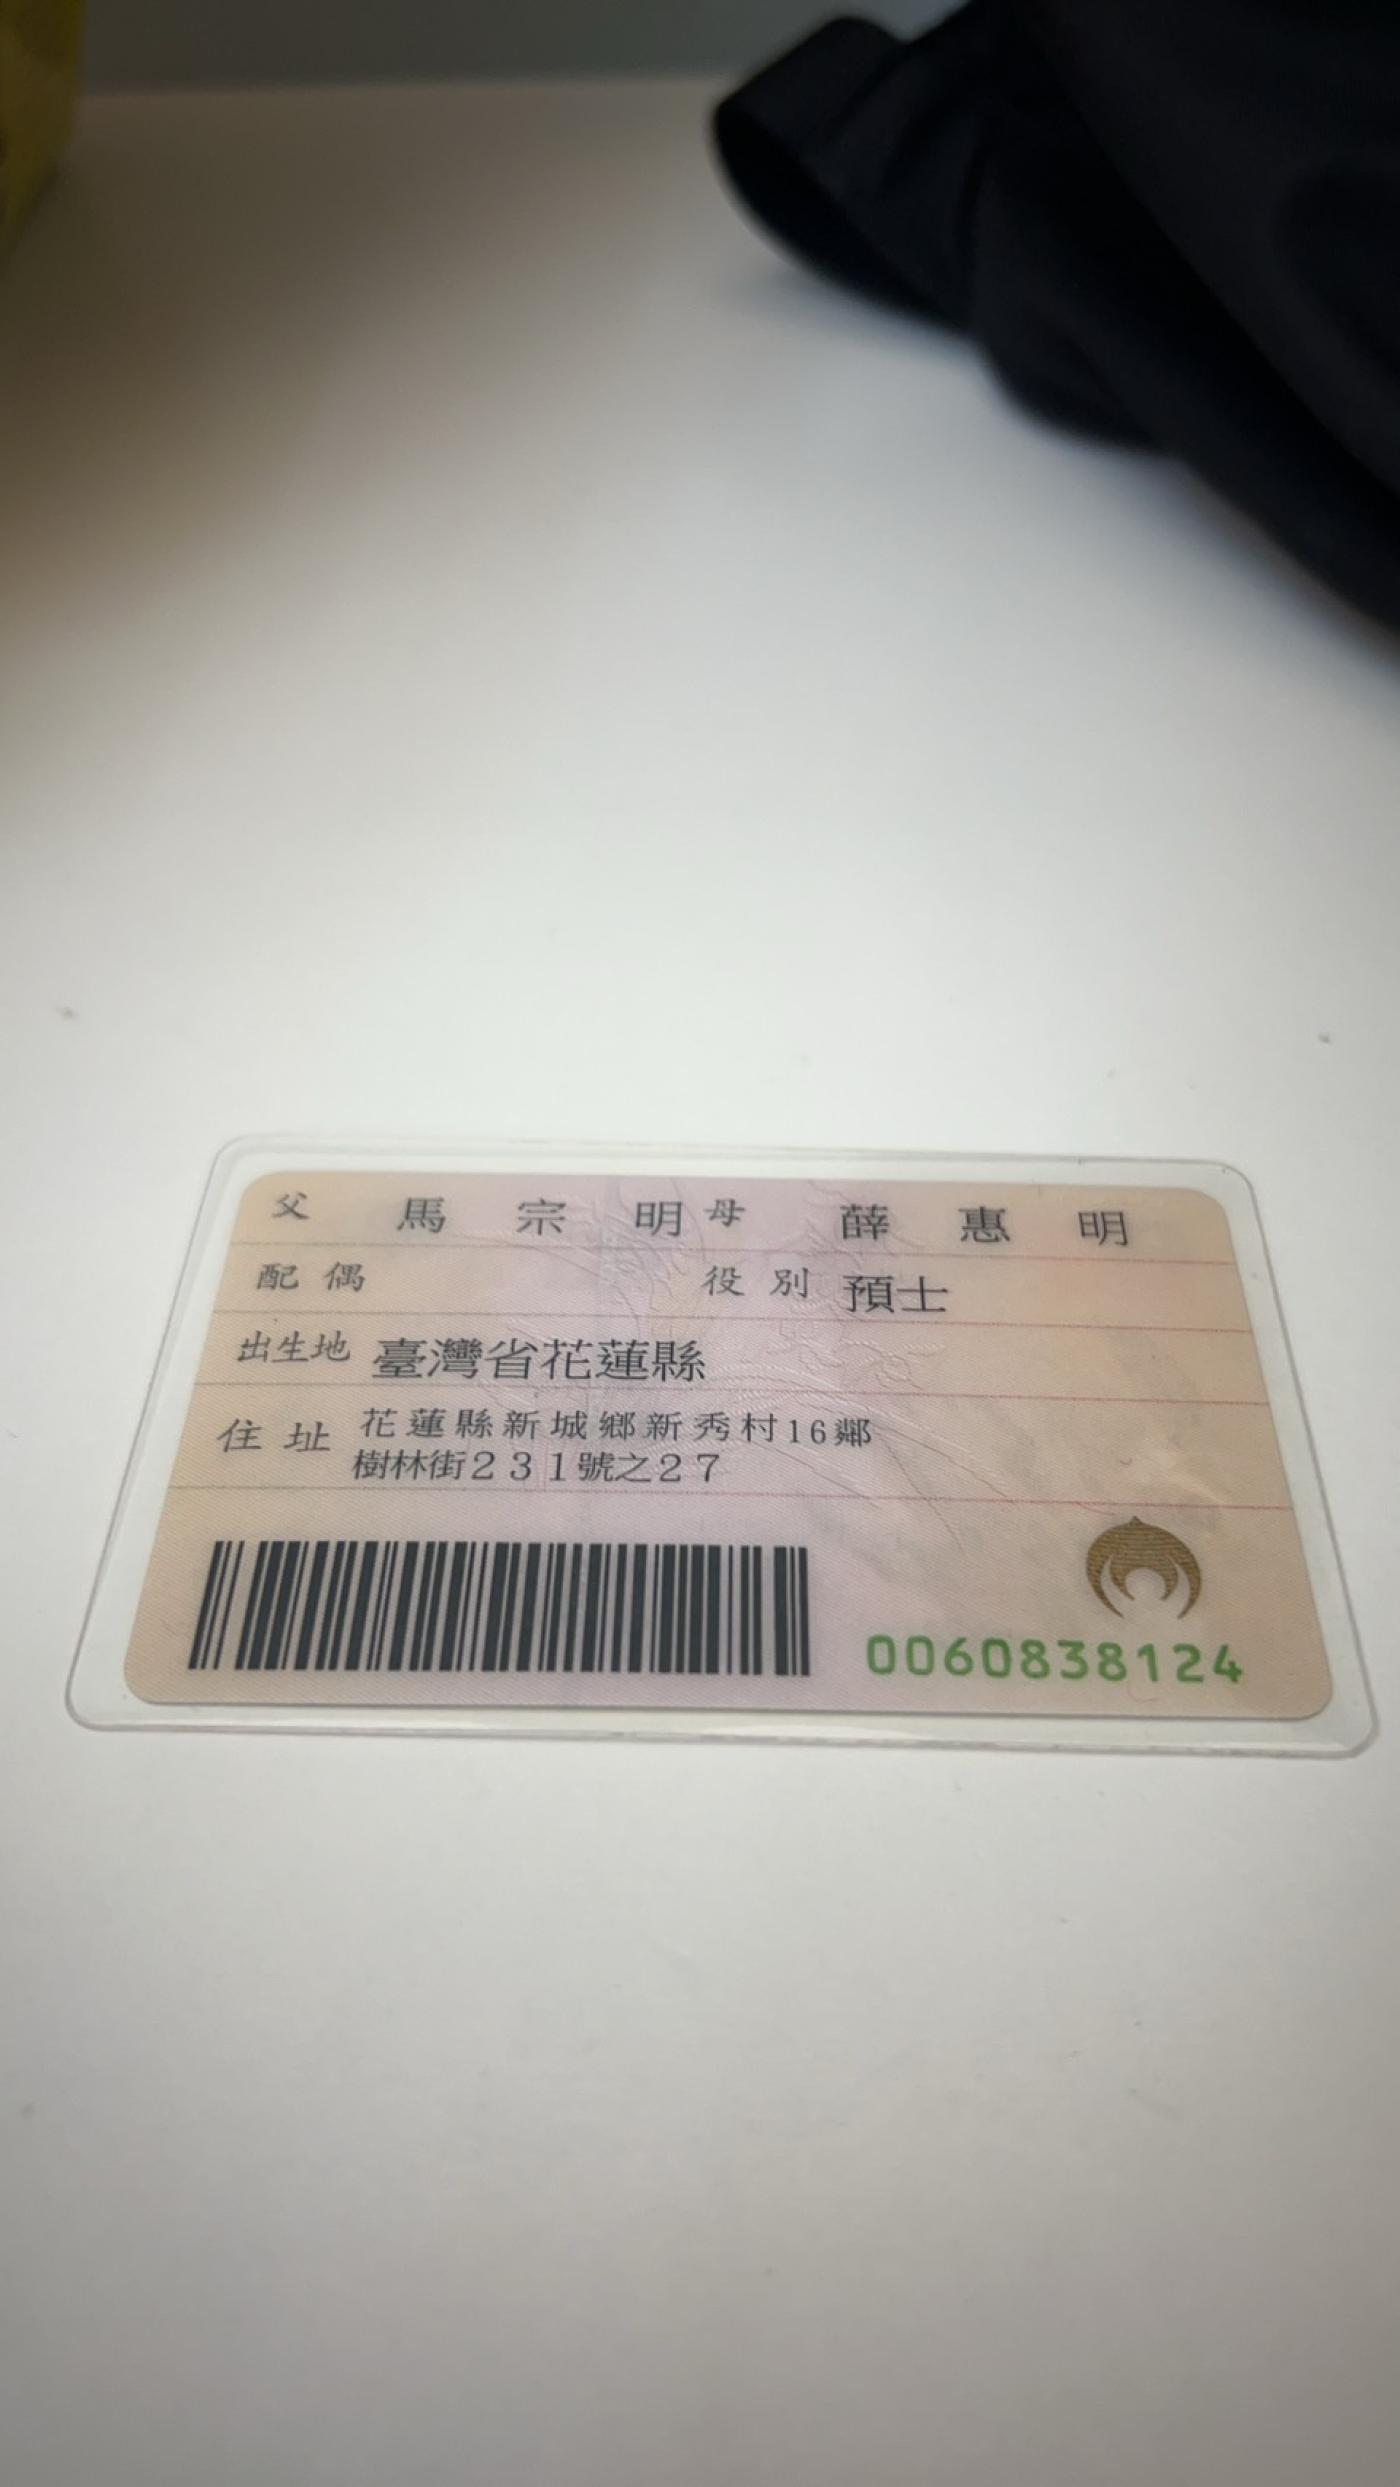 父 馬宗明 母 薛惠明
配偶 役別 預士
出生地 臺灣省花蓮縣
住址 花蓮縣新城鄉新秀村16鄰
樹林街231號之27
0060838124